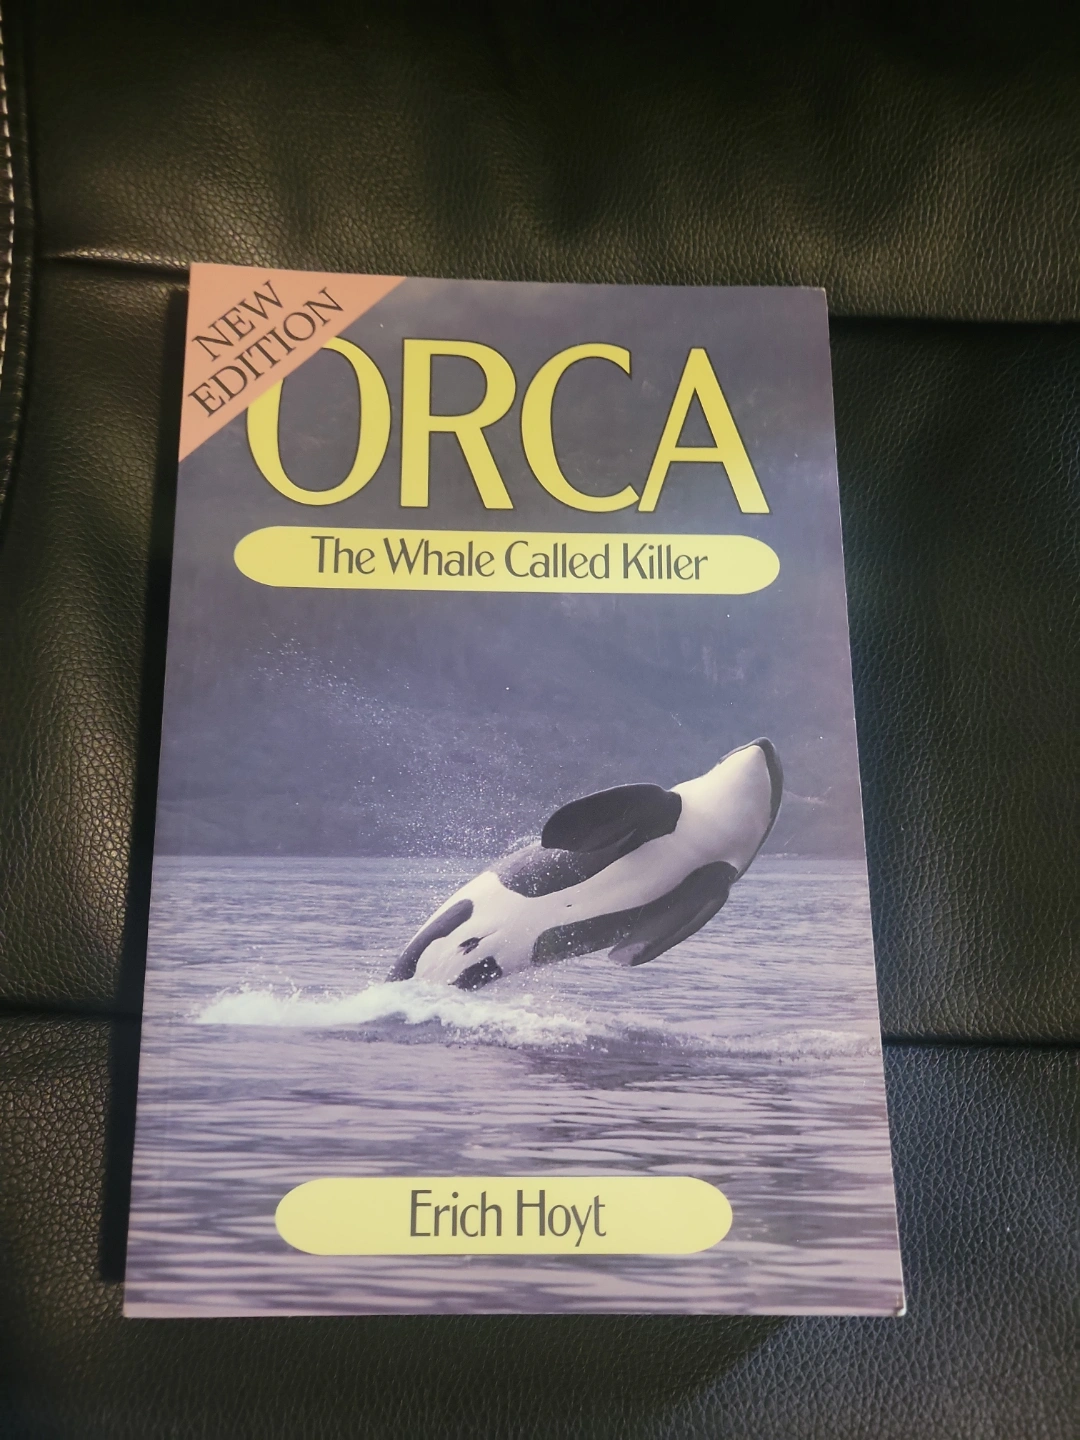 NEW
EDITION
ORCA
The Whale Called Killer
Erich Hoyt